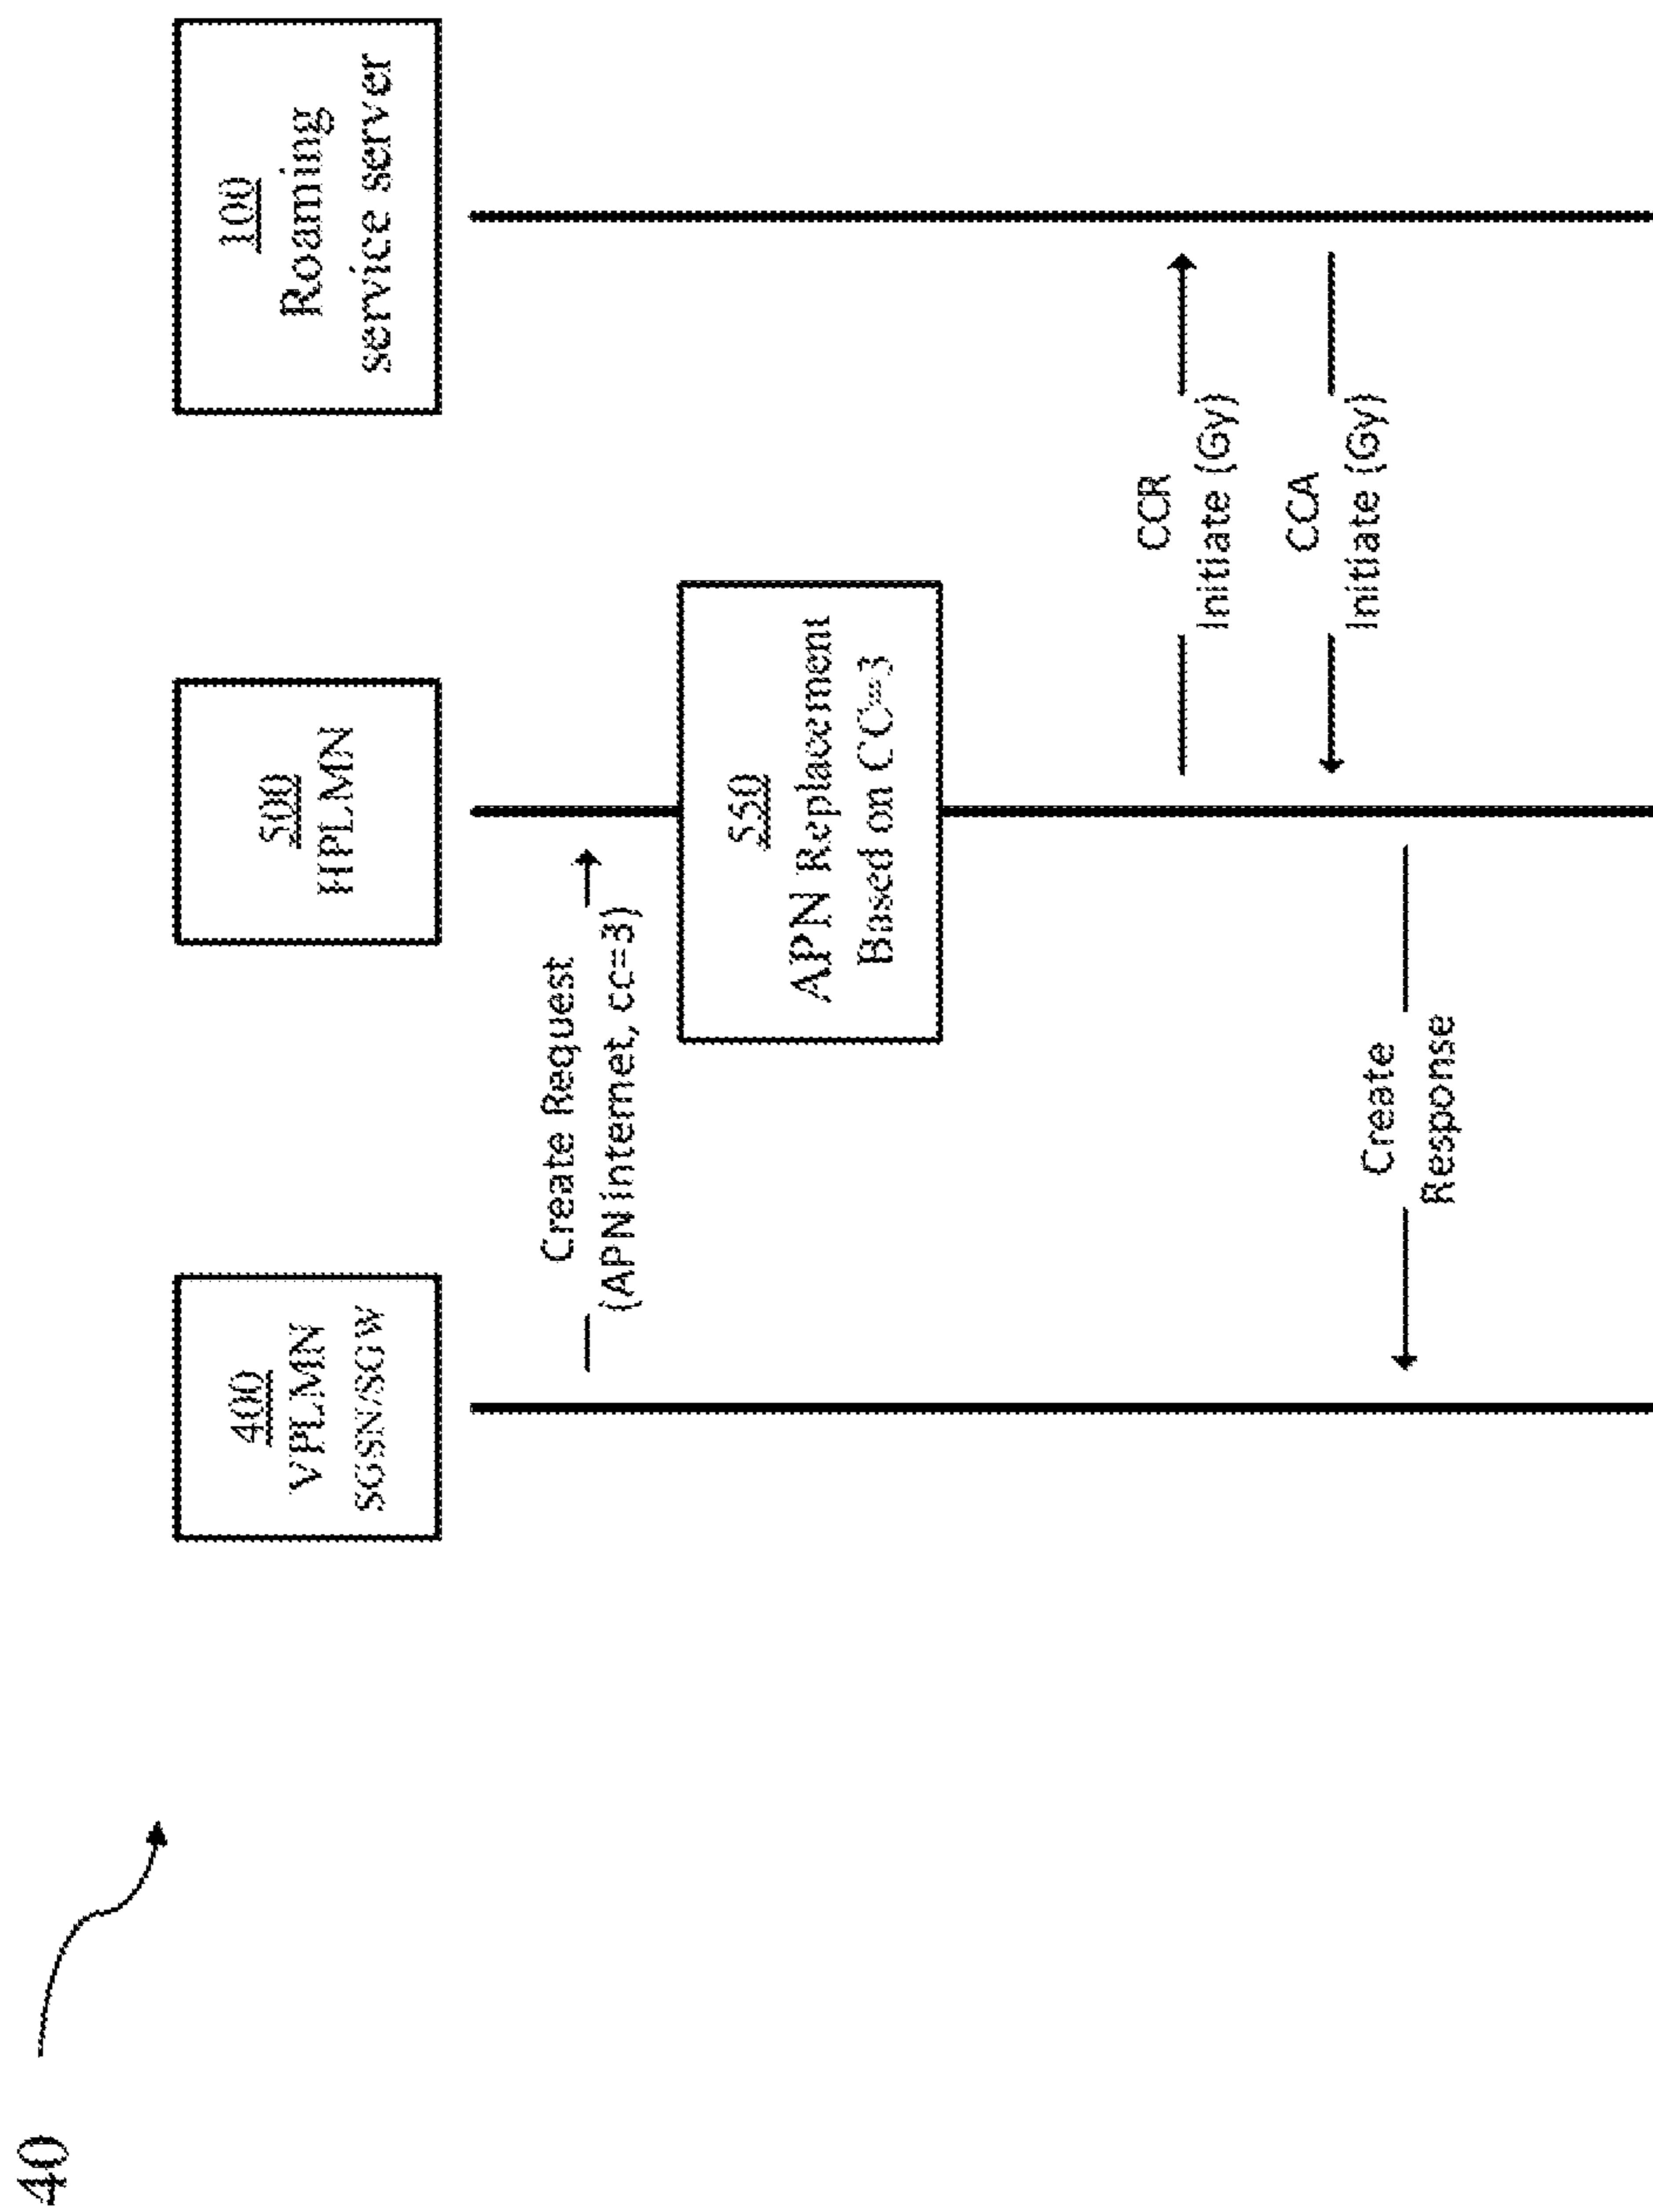 40
400
VPLMN
SGSN/SGW
500
HPLMN
100
Roaming
service server
Create Request
(APN internet, cc=3)
550
APN Replacement
Based on CC=3
CCR
Initiate (Gy)
CCA
Initiate (Gy)
Create
Response